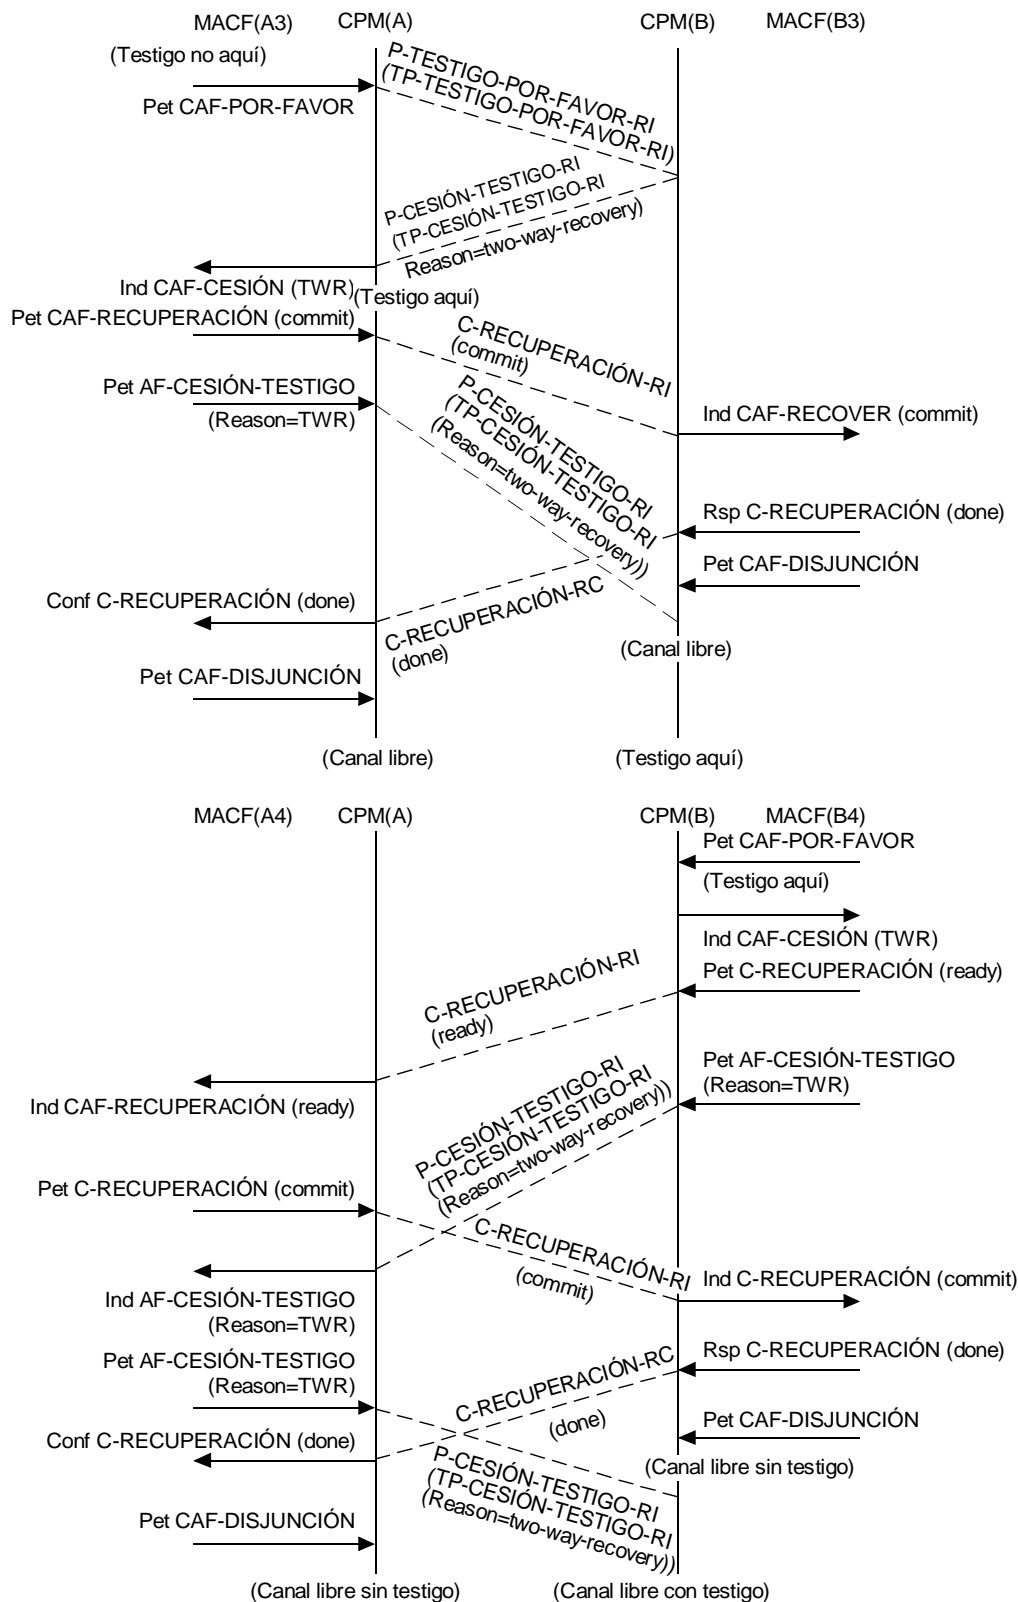 MACF(A3) CPM(A) CPM(B) MACF(B3)
(Testigo no aquí)
Pet CAF-POR-FAVOR
P-TESTIGO-POR-FAVOR-RI
(TP-TESTIGO-POR-FAVOR-RI)
P-CESIÓN-TESTIGO-RI
(TP-CESIÓN-TESTIGO-RI
Reason=two-way-recovery)
Ind CAF-CESIÓN (TWR)
(Testigo aquí)
Pet CAF-RECUPERACIÓN (commit)
C-RECUPERACIÓN-RI
(commit)
Pet AF-CESIÓN-TESTIGO
(Reason=TWR)
P-CESIÓN-TESTIGO-RI
(TP-CESIÓN-TESTIGO-RI
(Reason=two-way-recovery))
Ind CAF-RECOVER (commit)
Rsp C-RECUPERACIÓN (done)
Pet CAF-DISJUNCIÓN
Conf C-RECUPERACIÓN (done)
C-RECUPERACIÓN-RC
(done)
(Canal libre)
Pet CAF-DISJUNCIÓN
(Canal libre) (Testigo aquí)
MACF(A4) CPM(A) CPM(B) MACF(B4)
Pet CAF-POR-FAVOR
(Testigo aquí)
Ind CAF-CESIÓN (TWR)
Pet C-RECUPERACIÓN (ready)
C-RECUPERACIÓN-RI
(ready)
Ind CAF-RECUPERACIÓN (ready)
Pet AF-CESIÓN-TESTIGO
(Reason=TWR)
P-CESIÓN-TESTIGO-RI
(TP-CESIÓN-TESTIGO-RI
(Reason=two-way-recovery))
Pet C-RECUPERACIÓN (commit)
C-RECUPERACIÓN-RI
(commit)
Ind C-RECUPERACIÓN (commit)
Ind AF-CESIÓN-TESTIGO
(Reason=TWR)
Pet AF-CESIÓN-TESTIGO
(Reason=TWR)
Rsp C-RECUPERACIÓN (done)
C-RECUPERACIÓN-RC
(done)
Pet CAF-DISJUNCIÓN
Conf C-RECUPERACIÓN (done)
(Canal libre sin testigo)
P-CESIÓN-TESTIGO-RI
(TP-CESIÓN-TESTIGO-RI
(Reason=two-way-recovery))
Pet CAF-DISJUNCIÓN
(Canal libre sin testigo) (Canal libre con testigo)